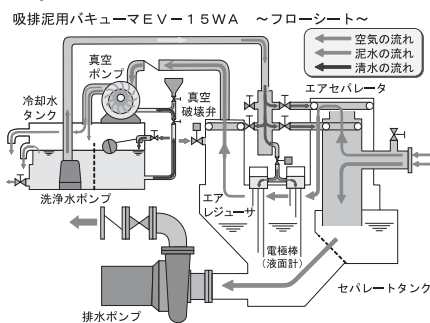 吸排泥用バキューマＥＶ－１５ＷＡ　～フローシート～
空気の流れ
泥水の流れ
清水の流れ
真空
ポンプ
エアセパレータ
冷却水
タンク
真空
破壊弁
洗浄水ポンプ
エア
レジューサ
電極棒
（液面計）
セパレートタンク
排水ポンプ